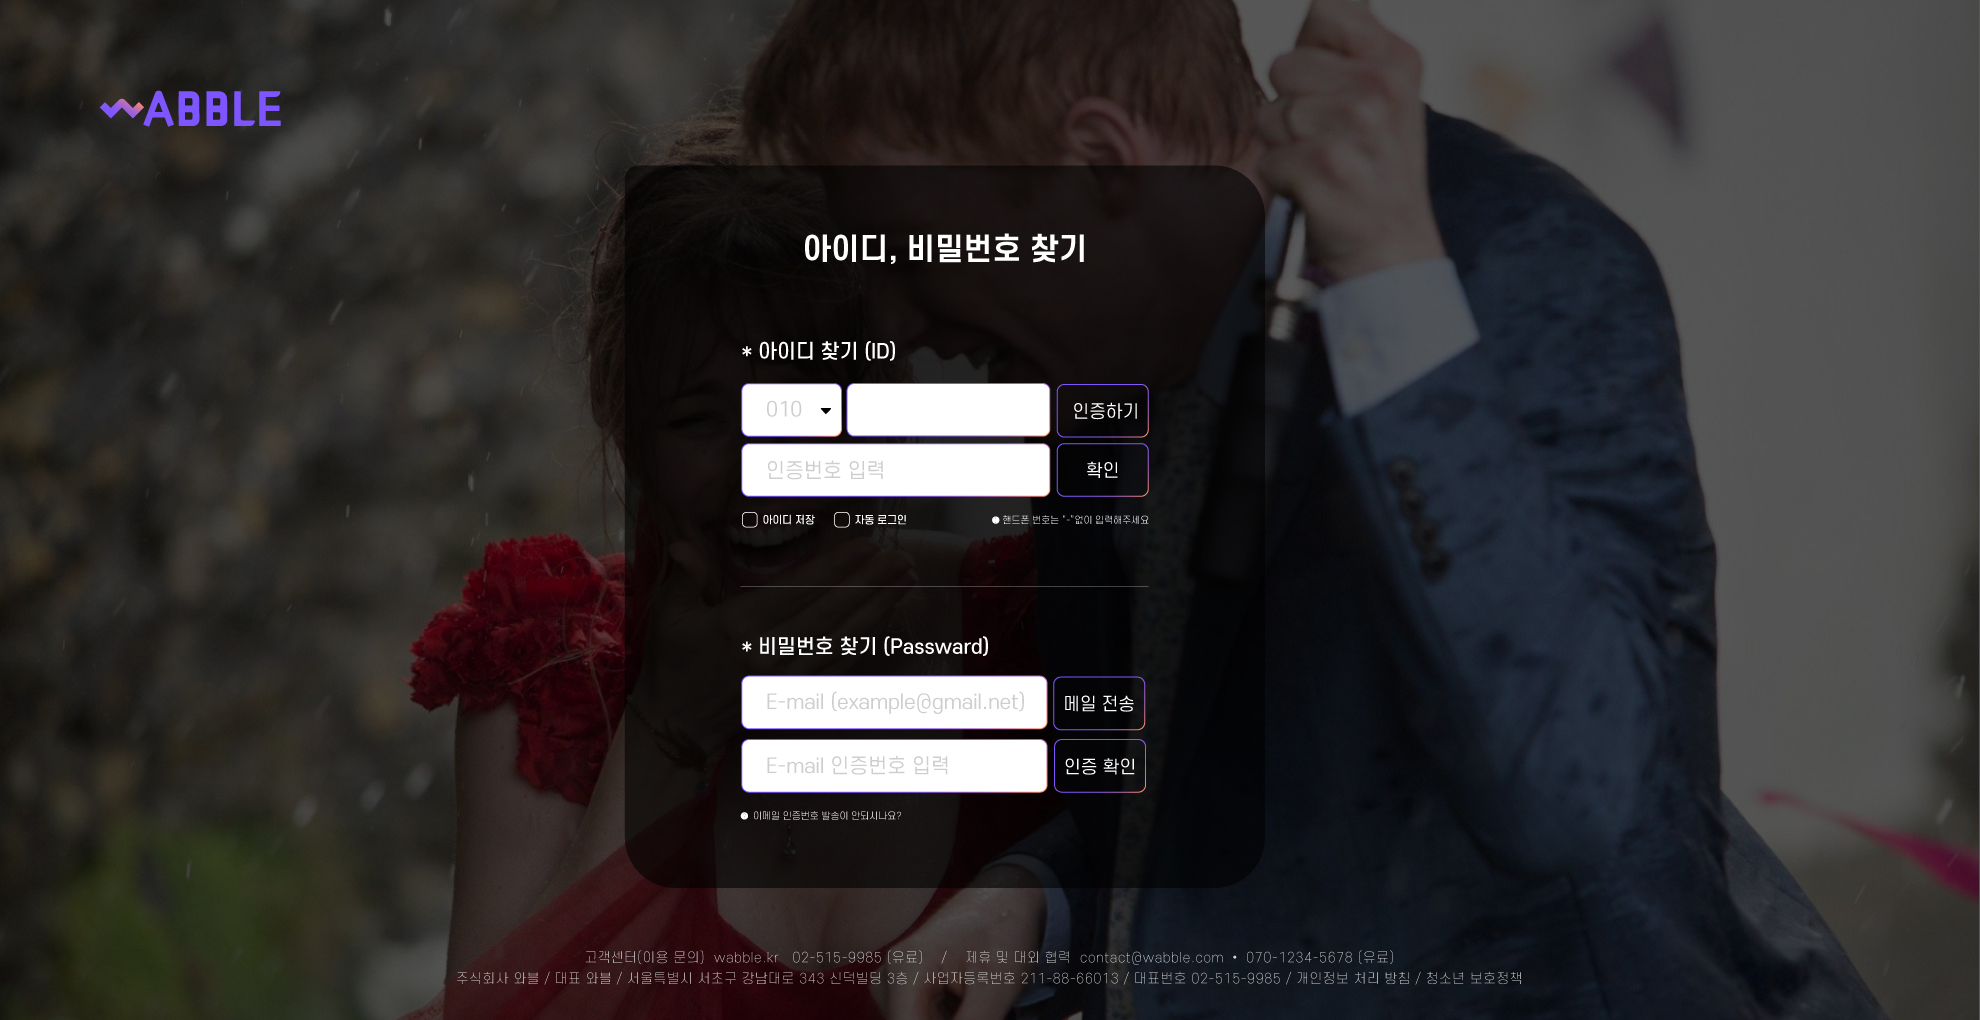 WABBLE
아이디, 비밀번호 찾기
* 아이디 찾기 (ID)
010
인증하기
인증번호 입력
확인
아이디 저장
자동 로그인
● 핸드폰 번호는 "-"없이 입력해주세요
* 비밀번호 찾기 (Passward)
E-mail (example@gmail.net)
메일 전송
E-mail 인증번호 입력
인증 확인
● 이메일 인증번호 발송이 안되시나요?
고객센터(이용 문의) wabble.kr 02-515-9985 (유료) / 제휴 및 대외 협력 contact@wabble.com • 070-1234-5678 (유료)
주식회사 와블 / 대표 와블 / 서울특별시 서초구 강남대로 343 신덕빌딩 3층 / 사업자등록번호 211-88-66013 / 대표번호 02-515-9985 / 개인정보 처리 방침 / 청소년 보호정책